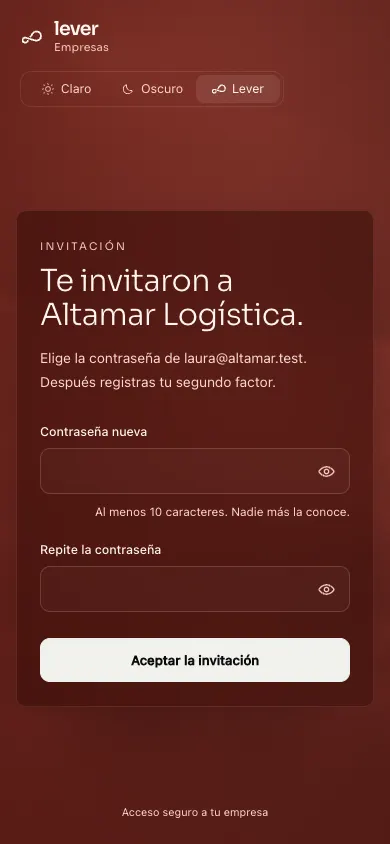 lever
Empresas
Claro
Oscuro
Lever
INVITACIÓN
Te invitaron a
Altamar Logística.
Elige la contraseña de laura@altamar.test.
Después registras tu segundo factor.
Contraseña nueva
Al menos 10 caracteres. Nadie más la conoce.
Repite la contraseña
Aceptar la invitación
Acceso seguro a tu empresa